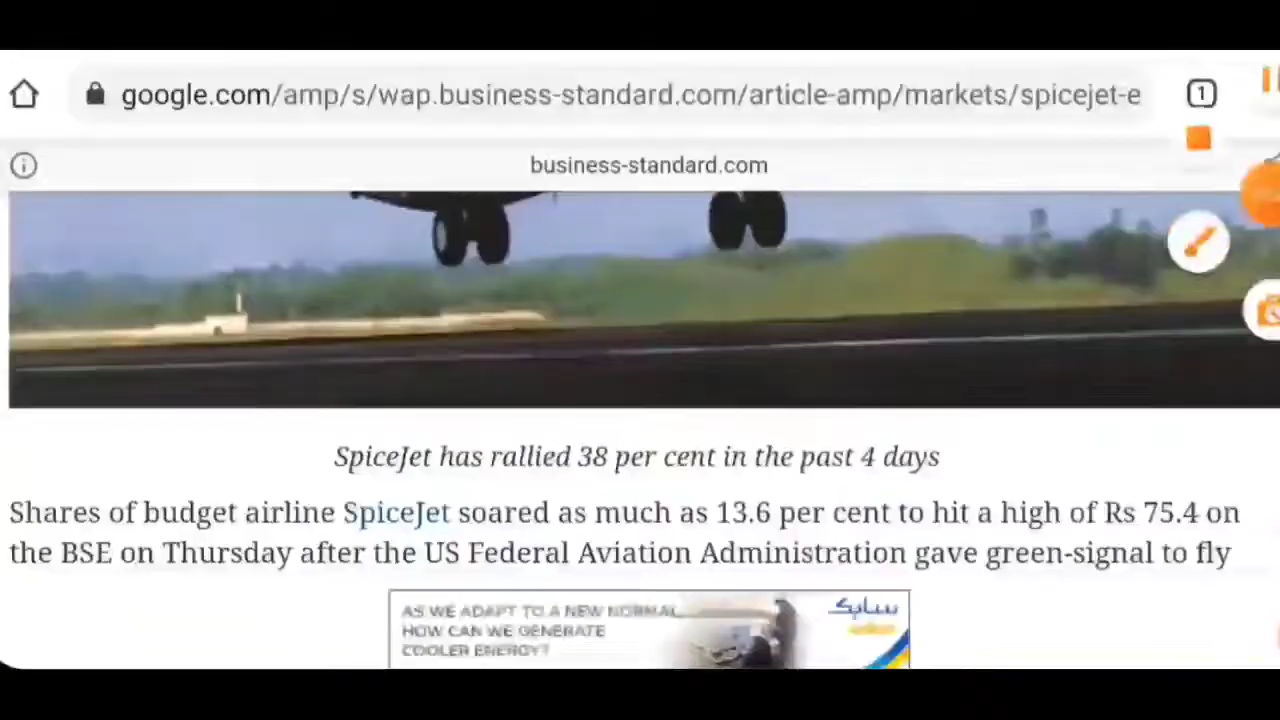 google.com/amp/s/wap.business-standard.com/article-amp/markets/spicejet-e
1
business-standard.com
SpiceJet has rallied 38 per cent in the past 4 days
Shares of budget airline SpiceJet soared as much as 13.6 per cent to hit a high of Rs 75.4 on
the BSE on Thursday after the US Federal Aviation Administration gave green-signal to fly
AS WE ADAPT TO A NEW NORMAL,
HOW CAN WE GENERATE
COOLER ENERGY?
سابك